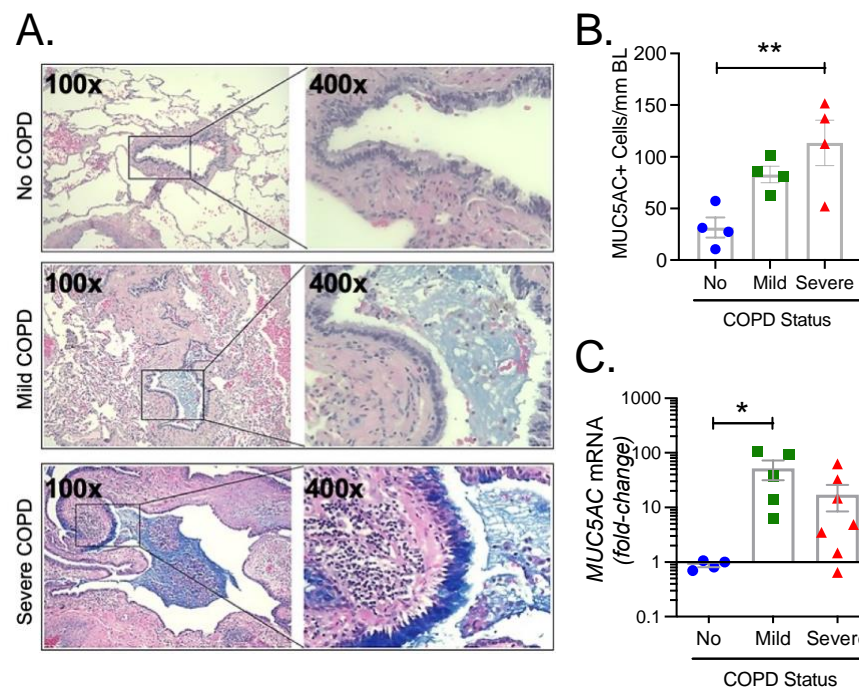 A.
No COPD
100x
400x
Mild COPD
100x
400x
Severe COPD
100x
400x
B.
MUC5AC+ Cells/mm BL
200
150
100
50
0
**
No Mild Severe
COPD Status
C.
MUC5AC mRNA
(fold-change)
1000
100
10
1
0.1
*
No Mild Severe
COPD Status